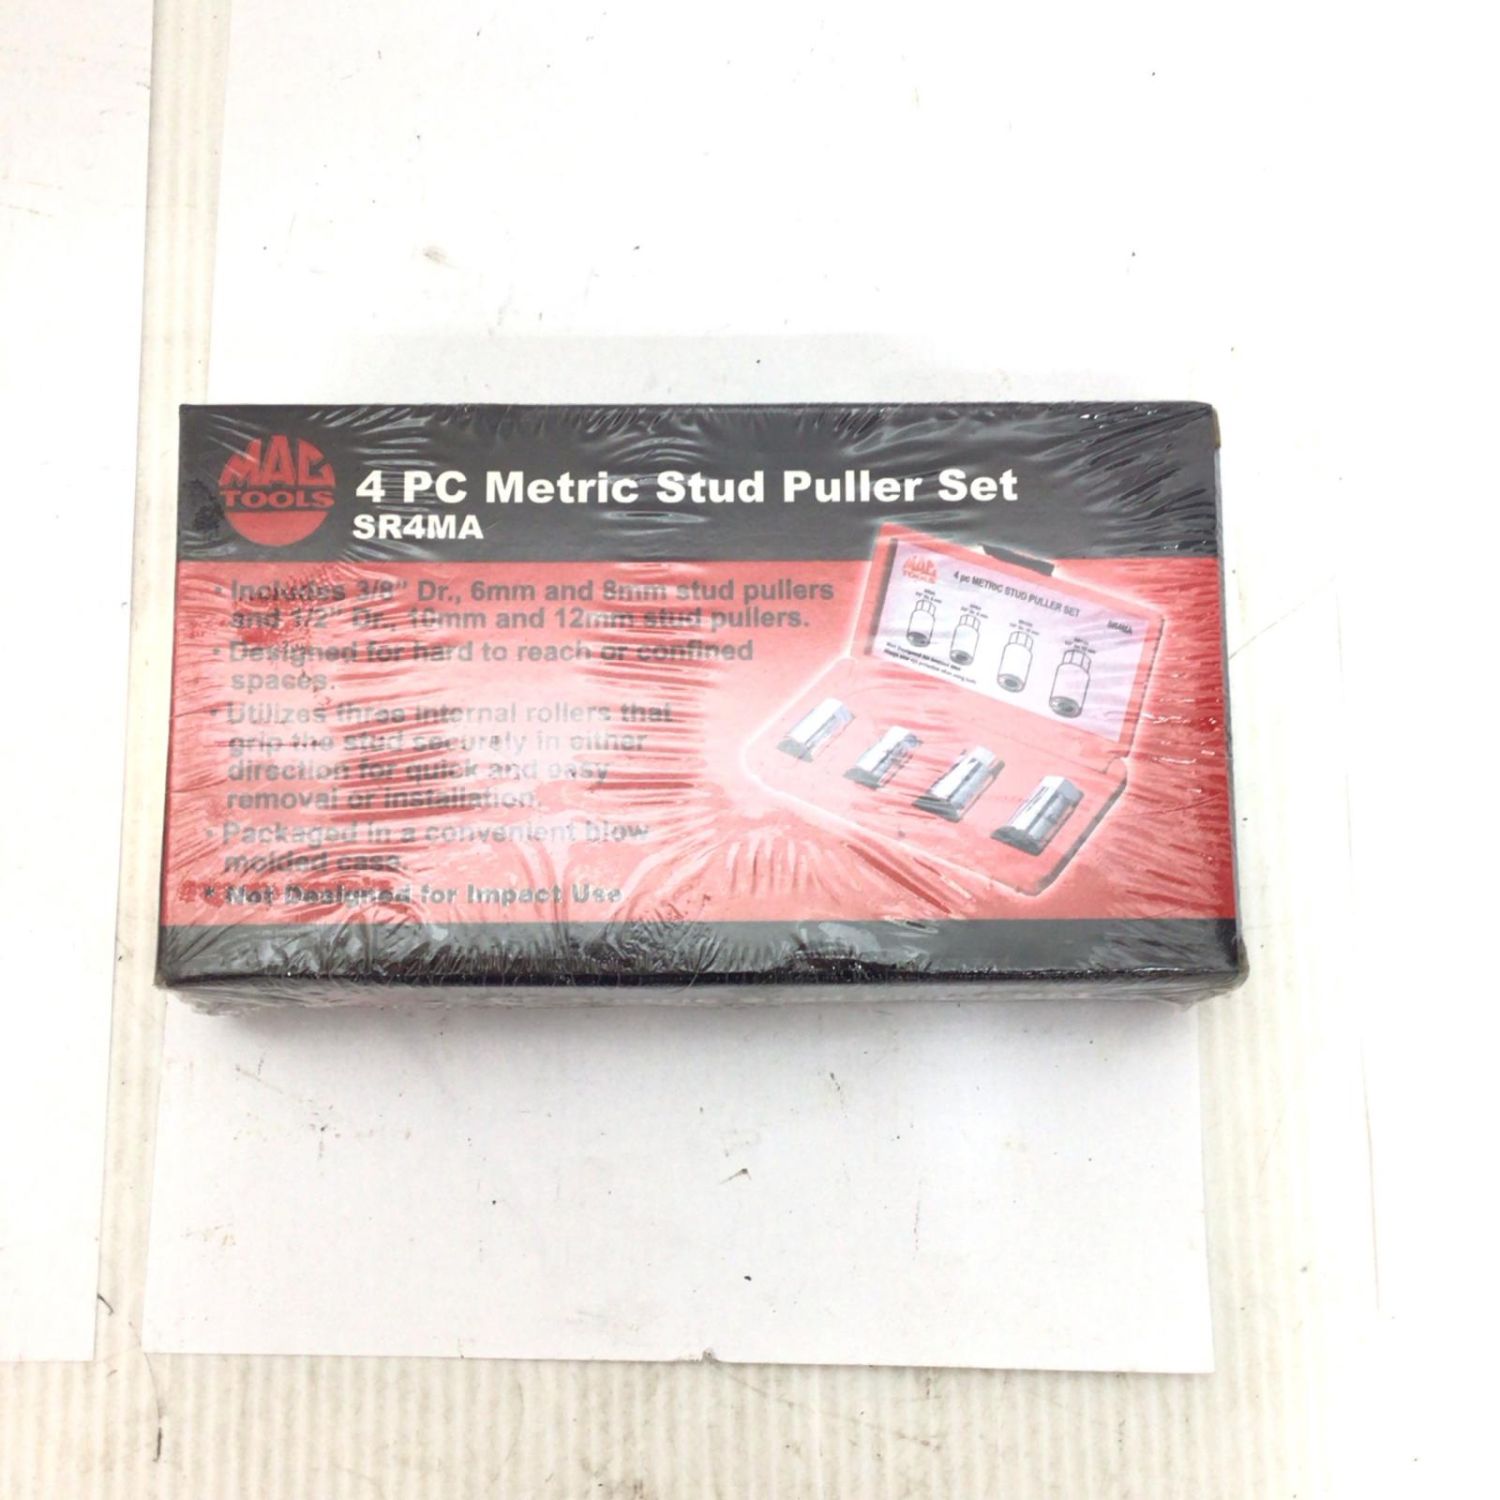 MAC
TOOLS
4 PC Metric Stud Puller Set
SR4MA
• Includes 3/8" Dr., 6mm and 8mm stud pullers
and 1/2" Dr., 10mm and 12mm stud pullers.
• Designed for hard to reach or confined
spaces.
• Utilizes three internal rollers that
grip the stud securely in either
direction for quick and easy
removal or installation.
• Packaged in a convenient blow
molded case.
• Not Designed for Impact Use
MAC
TOOLS
4 pc METRIC STUD PULLER SET
SR4MA